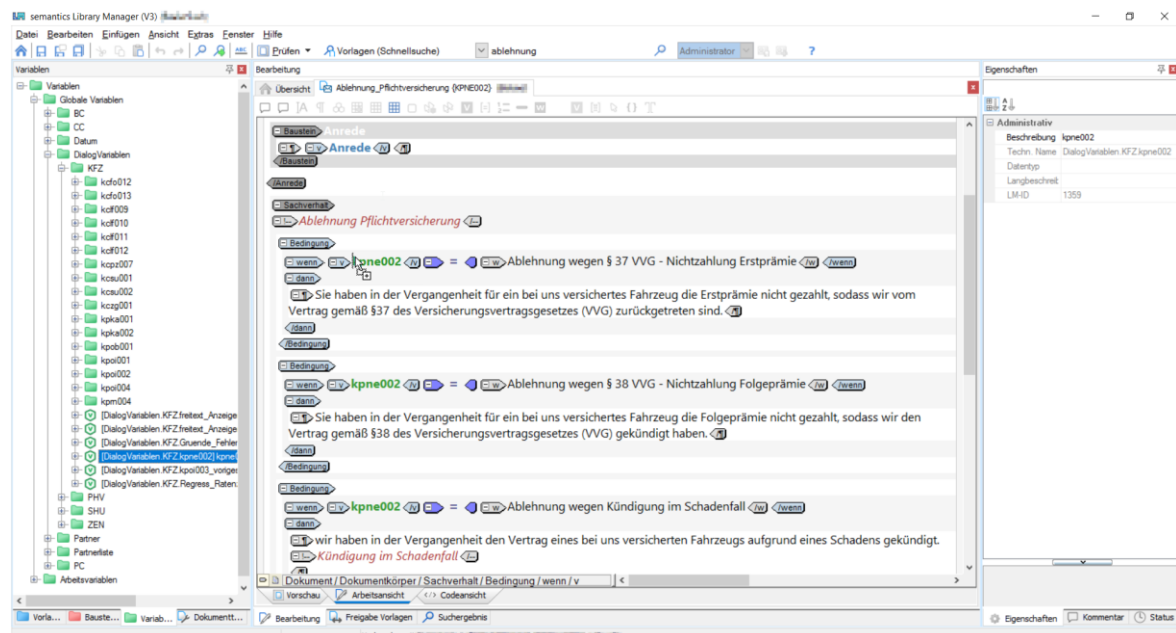 semantics Library Manager (V3)
Datei Bearbeiten Einfügen Ansicht Extras Fenster Hilfe
Prüfen Vorlagen (Schnellsuche) ablehnung Administrator ?
Variablen
Variablen
Globale Variablen
BC
CC
Datum
DialogVariablen
KFZ
kcfo012
kcfo013
kcff009
kcff010
kcff011
kcff012
kcpz007
kcsu001
kcsu002
kczg001
kpka001
kpka002
kpob001
kpoi001
kpoi002
kpoi004
kpm004
[DialogVariablen.KFZ.freitext_Anzeige
[DialogVariablen.KFZ.freitext_Anzeige
[DialogVariablen.KFZ.Gruende_Fehler
[DialogVariablen.KFZ.kpne002] kpne
[DialogVariablen.KFZ.kpoi003_voriges
[DialogVariablen.KFZ.Regress_Raten:
PHV
SHU
ZEN
Partner
Partnerliste
PC
Arbeitsvariablen
Vorla... Bauste... Variab... Dokumentt...
Bearbeitung
Übersicht Ablehnung_Pflichtversicherung (KPNE002)
Baustein Anrede
¶ v Anrede /v /¶
/Baustein
/Anrede
Sachverhalt
Ablehnung Pflichtversicherung
Bedingung
wenn v kpne002 /v = w Ablehnung wegen § 37 VVG - Nichtzahlung Erstprämie /w /wenn
dann
¶ Sie haben in der Vergangenheit für ein bei uns versichertes Fahrzeug die Erstprämie nicht gezahlt, sodass wir vom
Vertrag gemäß §37 des Versicherungsvertragsgesetzes (VVG) zurückgetreten sind. /¶
/dann
/Bedingung
Bedingung
wenn v kpne002 /v = w Ablehnung wegen § 38 VVG - Nichtzahlung Folgeprämie /w /wenn
dann
¶ Sie haben in der Vergangenheit für ein bei uns versichertes Fahrzeug die Folgeprämie nicht gezahlt, sodass wir den
Vertrag gemäß §38 des Versicherungsvertragsgesetzes (VVG) gekündigt haben. /¶
/dann
/Bedingung
Bedingung
wenn v kpne002 /v = w Ablehnung wegen Kündigung im Schadenfall /w /wenn
dann
¶ wir haben in der Vergangenheit den Vertrag eines bei uns versicherten Fahrzeugs aufgrund eines Schadens gekündigt.
Kündigung im Schadenfall
Dokument / Dokumentkörper / Sachverhalt / Bedingung / wenn / v
Vorschau Arbeitsansicht </> Codeansicht
Bearbeitung Freigabe Vorlagen Suchergebnis
Eigenschaften
Administrativ
Beschreibung kpne002
Techn. Name DialogVariablen.KFZ.kpne002
Datentyp
Langbeschreit
LM-ID 1359
Eigenschaften Kommentar Status